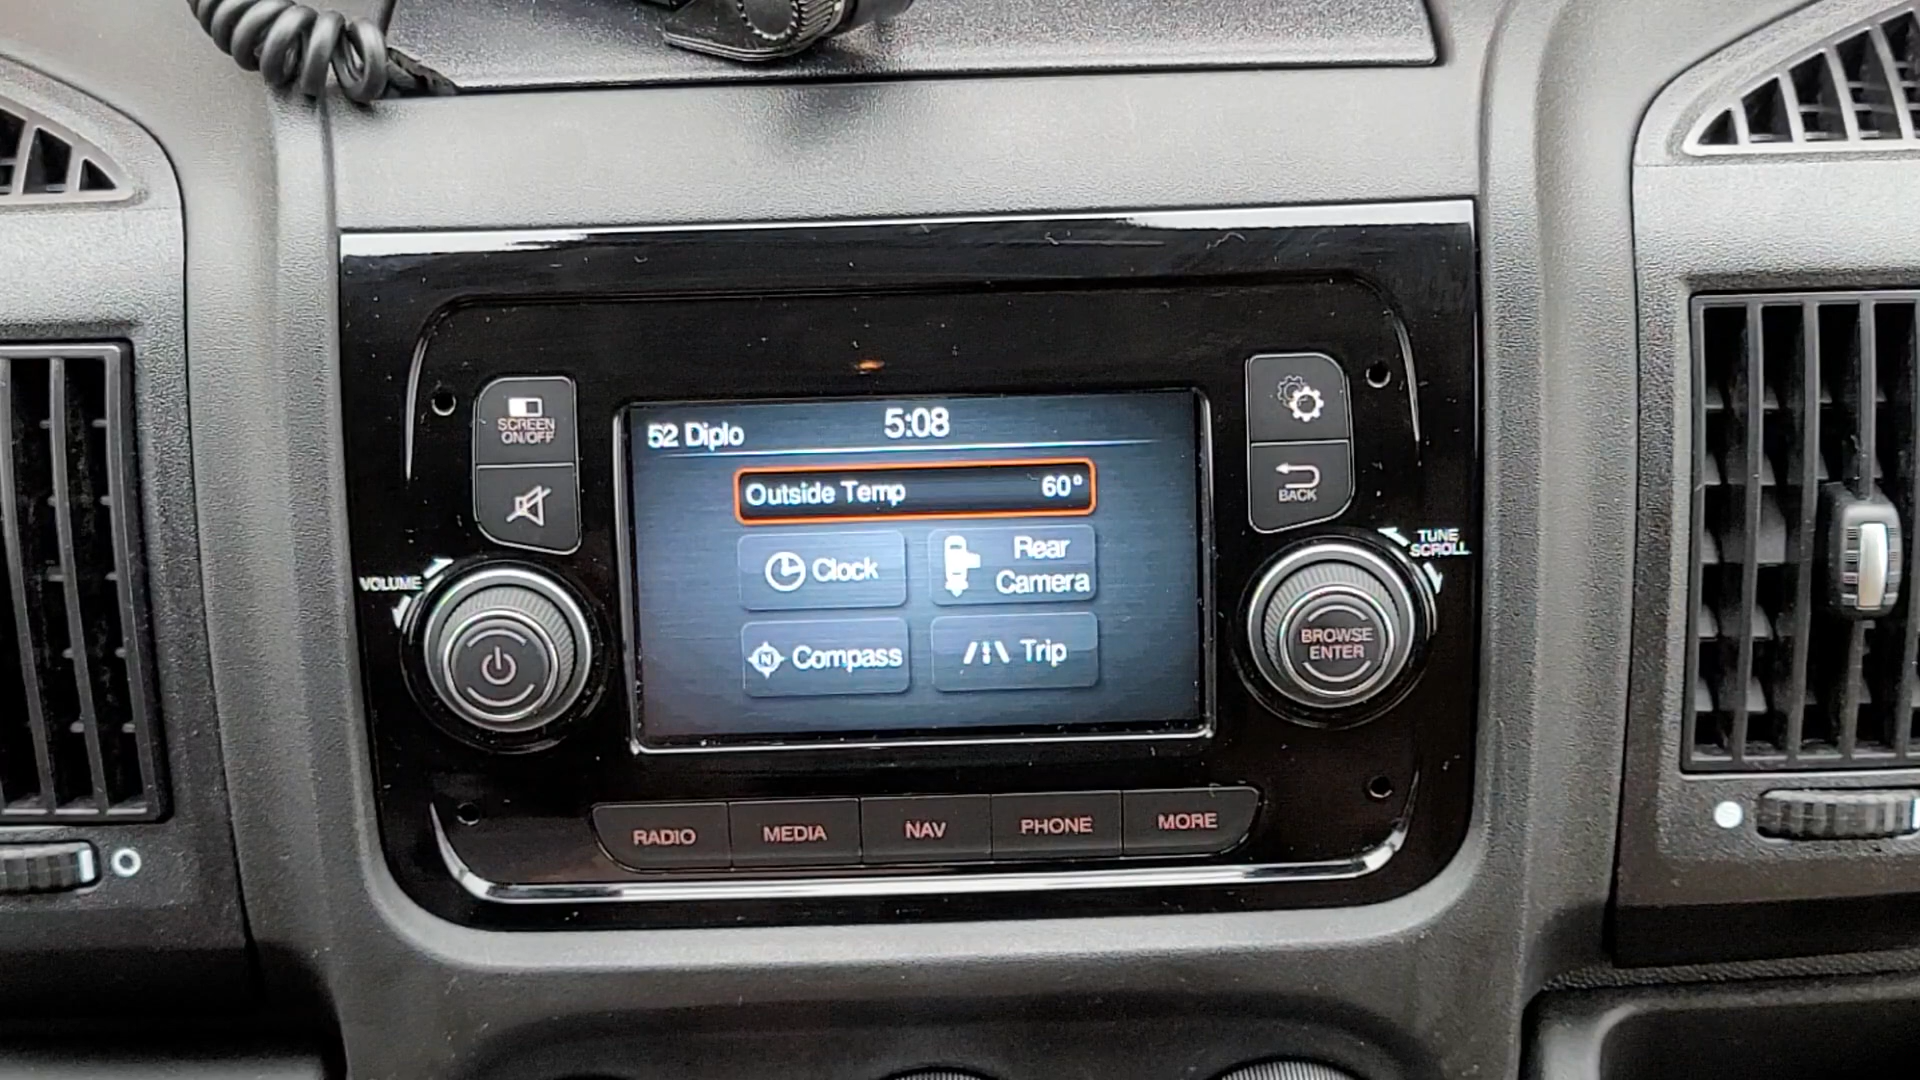 SCREEN
ON/OFF
52 Diplo
5:08
BACK
Outside Temp 60°
VOLUME
Clock
Rear
Camera
TUNE
SCROLL
N
Compass
Trip
BROWSE
ENTER
RADIO
MEDIA
NAV
PHONE
MORE